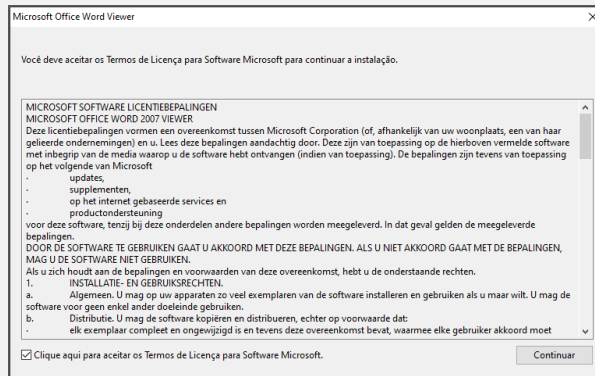 Microsoft Office Word Viewer
Você deve aceitar os Termos de Licença para Software Microsoft para continuar a instalação.
MICROSOFT SOFTWARE LICENTIEBEPALINGEN
MICROSOFT OFFICE WORD 2007 VIEWER
Deze licentiebepalingen vormen een overeenkomst tussen Microsoft Corporation (of, afhankelijk van uw woonplaats, een van haar
gelieerde ondernemingen) en u. Lees deze bepalingen aandachtig door. Deze zijn van toepassing op de hierboven vermelde software
met inbegrip van de media waarop u de software hebt ontvangen (indien van toepassing). De bepalingen zijn tevens van toepassing
op het volgende van Microsoft
· updates,
· supplementen,
· op het internet gebaseerde services en
· productondersteuning
voor deze software, tenzij bij deze onderdelen andere bepalingen worden meegeleverd. In dat geval gelden de meegeleverde
bepalingen.
DOOR DE SOFTWARE TE GEBRUIKEN GAAT U AKKOORD MET DEZE BEPALINGEN. ALS U NIET AKKOORD GAAT MET DE BEPALINGEN,
MAG U DE SOFTWARE NIET GEBRUIKEN.
Als u zich houdt aan de bepalingen en voorwaarden van deze overeenkomst, hebt u de onderstaande rechten.
1. INSTALLATIE- EN GEBRUIKSRECHTEN.
a. Algemeen. U mag op uw apparaten zo veel exemplaren van de software installeren en gebruiken als u maar wilt. U mag de
software voor geen enkel ander doeleinde gebruiken.
b. Distributie. U mag de software kopiëren en distribueren, echter op voorwaarde dat:
· elk exemplaar compleet en ongewijzigd is en tevens deze overeenkomst bevat, waarmee elke gebruiker akkoord moet
Clique aqui para aceitar os Termos de Licença para Software Microsoft.
Continuar